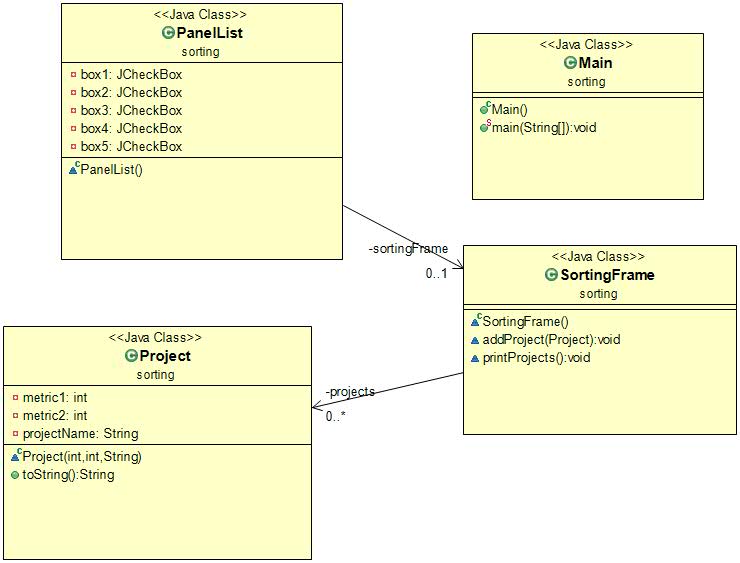 <<Java Class>>
PanelList
sorting
box1: JCheckBox
box2: JCheckBox
box3: JCheckBox
box4: JCheckBox
box5: JCheckBox
PanelList()
<<Java Class>>
Main
sorting
Main()
main(String[]):void
-sortingFrame
0..1
<<Java Class>>
SortingFrame
sorting
SortingFrame()
addProject(Project):void
printProjects():void
-projects
0..*
<<Java Class>>
Project
sorting
metric1: int
metric2: int
projectName: String
Project(int,int,String)
toString():String